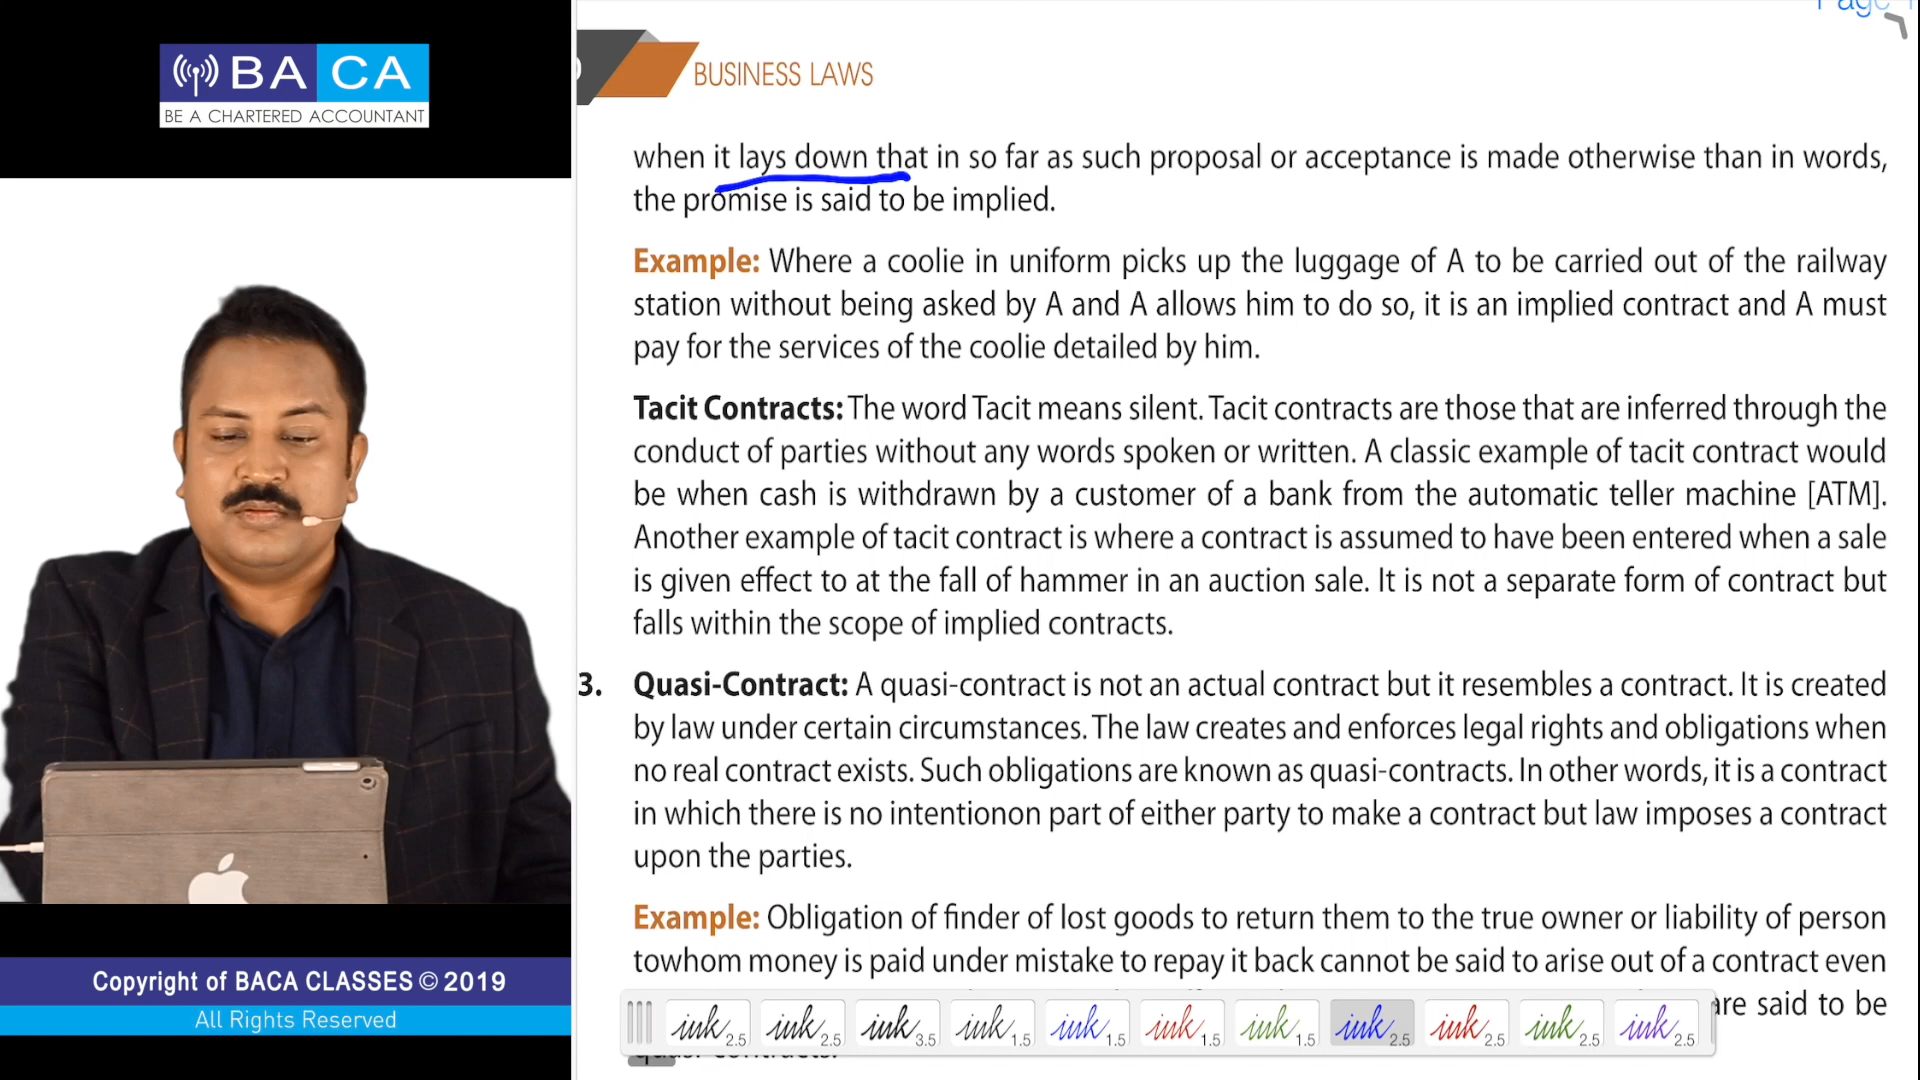 BA CA
BE A CHARTERED ACCOUNTANT
BUSINESS LAWS
when it lays down that in so far as such proposal or acceptance is made otherwise than in words,
the promise is said to be implied.
Example: Where a coolie in uniform picks up the luggage of A to be carried out of the railway
station without being asked by A and A allows him to do so, it is an implied contract and A must
pay for the services of the coolie detailed by him.
Tacit Contracts: The word Tacit means silent. Tacit contracts are those that are inferred through the
conduct of parties without any words spoken or written. A classic example of tacit contract would
be when cash is withdrawn by a customer of a bank from the automatic teller machine [ATM].
Another example of tacit contract is where a contract is assumed to have been entered when a sale
is given effect to at the fall of hammer in an auction sale. It is not a separate form of contract but
falls within the scope of implied contracts.
3. Quasi-Contract: A quasi-contract is not an actual contract but it resembles a contract. It is created
by law under certain circumstances. The law creates and enforces legal rights and obligations when
no real contract exists. Such obligations are known as quasi-contracts. In other words, it is a contract
in which there is no intentionon part of either party to make a contract but law imposes a contract
upon the parties.
Example: Obligation of finder of lost goods to return them to the true owner or liability of person
towhom money is paid under mistake to repay it back cannot be said to arise out of a contract even
are said to be
ink 2.5 ink 2.5 ink 3.5 ink 1.5 ink 1.5 ink 1.5 ink 1.5 ink 2.5 ink 2.5 ink 2.5 ink 2.5
Copyright of BACA CLASSES © 2019
All Rights Reserved